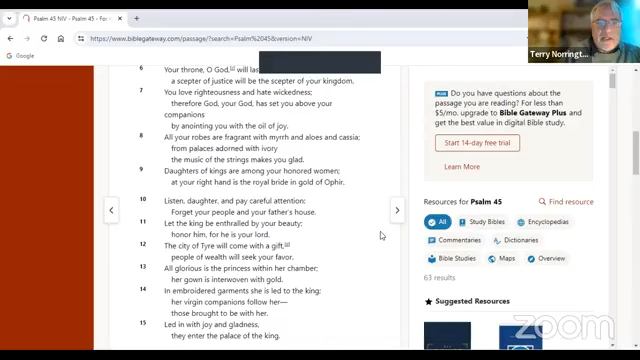 Psalm 45 NIV - Psalm 45 - For
https://www.biblegateway.com/passage/?search=Psalm%2045&version=NIV
Google
6 Your throne, O God,[c] will las
a scepter of justice will be the scepter of your kingdom.
7 You love righteousness and hate wickedness;
therefore God, your God, has set you above your
companions
by anointing you with the oil of joy.
8 All your robes are fragrant with myrrh and aloes and cassia;
from palaces adorned with ivory
the music of the strings makes you glad.
9 Daughters of kings are among your honored women;
at your right hand is the royal bride in gold of Ophir.
10 Listen, daughter, and pay careful attention:
Forget your people and your father's house.
11 Let the king be enthralled by your beauty;
honor him, for he is your lord.
12 The city of Tyre will come with a gift,[d]
people of wealth will seek your favor.
13 All glorious is the princess within her chamber;
her gown is interwoven with gold.
14 In embroidered garments she is led to the king;
her virgin companions follow her—
those brought to be with her.
15 Led in with joy and gladness,
they enter the palace of the king.
Terry Norringt...
PLUS Do you have questions about the
passage you are reading? For less than
$5/mo. upgrade to Bible Gateway Plus and
get the best value in digital Bible study.
Start 14-day free trial
Learn More
Resources for Psalm 45
Find resource
All
Study Bibles
Encyclopedias
Commentaries
Dictionaries
Bible Studies
Maps
Overview
63 results
Suggested Resources
zoom